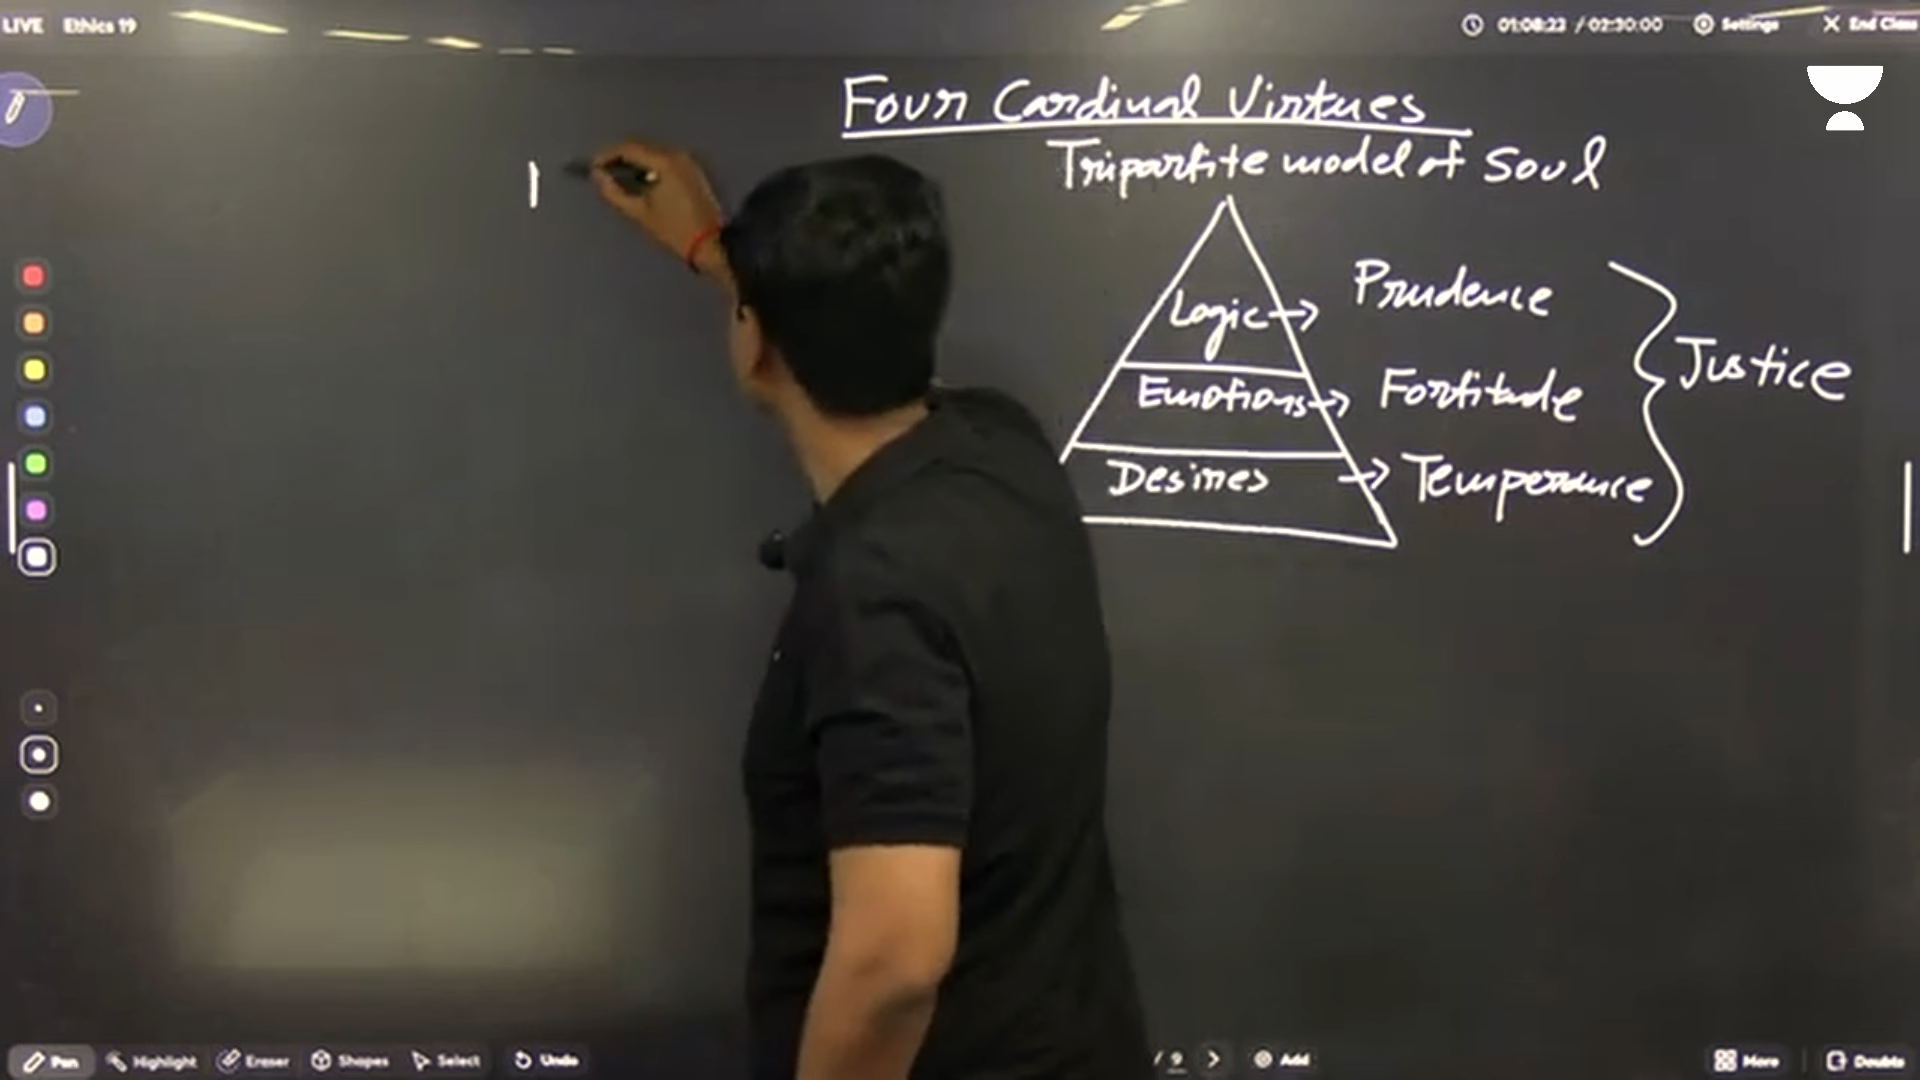 LIVE Ethics 19
01:08:23 / 02:30:00 Settings End Class
Four Cardinal Virtues
Tripartite model of Soul
Logic → Prudence
Emotions → Fortitude
Desires → Temperance
Justice
Pen Highlight Eraser Shapes Select Undo
/ 9 Add
More Doubts